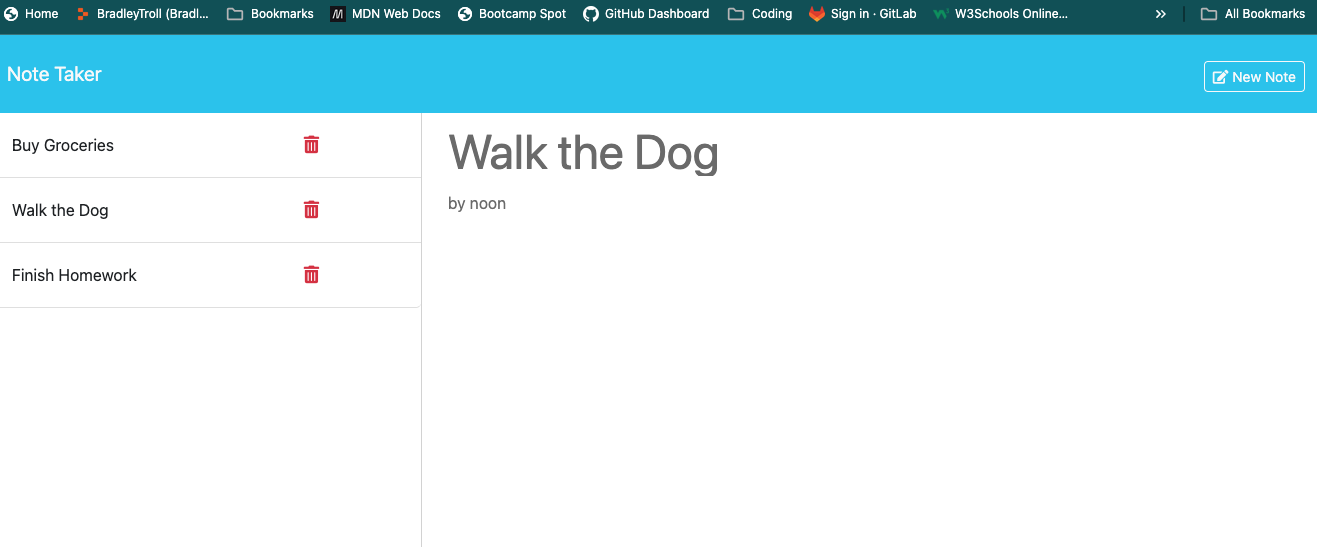 Home BradleyTroll (Bradl... Bookmarks MDN Web Docs Bootcamp Spot GitHub Dashboard Coding Sign in · GitLab W3Schools Online... All Bookmarks
Note Taker
New Note
Buy Groceries
Walk the Dog
Finish Homework
Walk the Dog
by noon